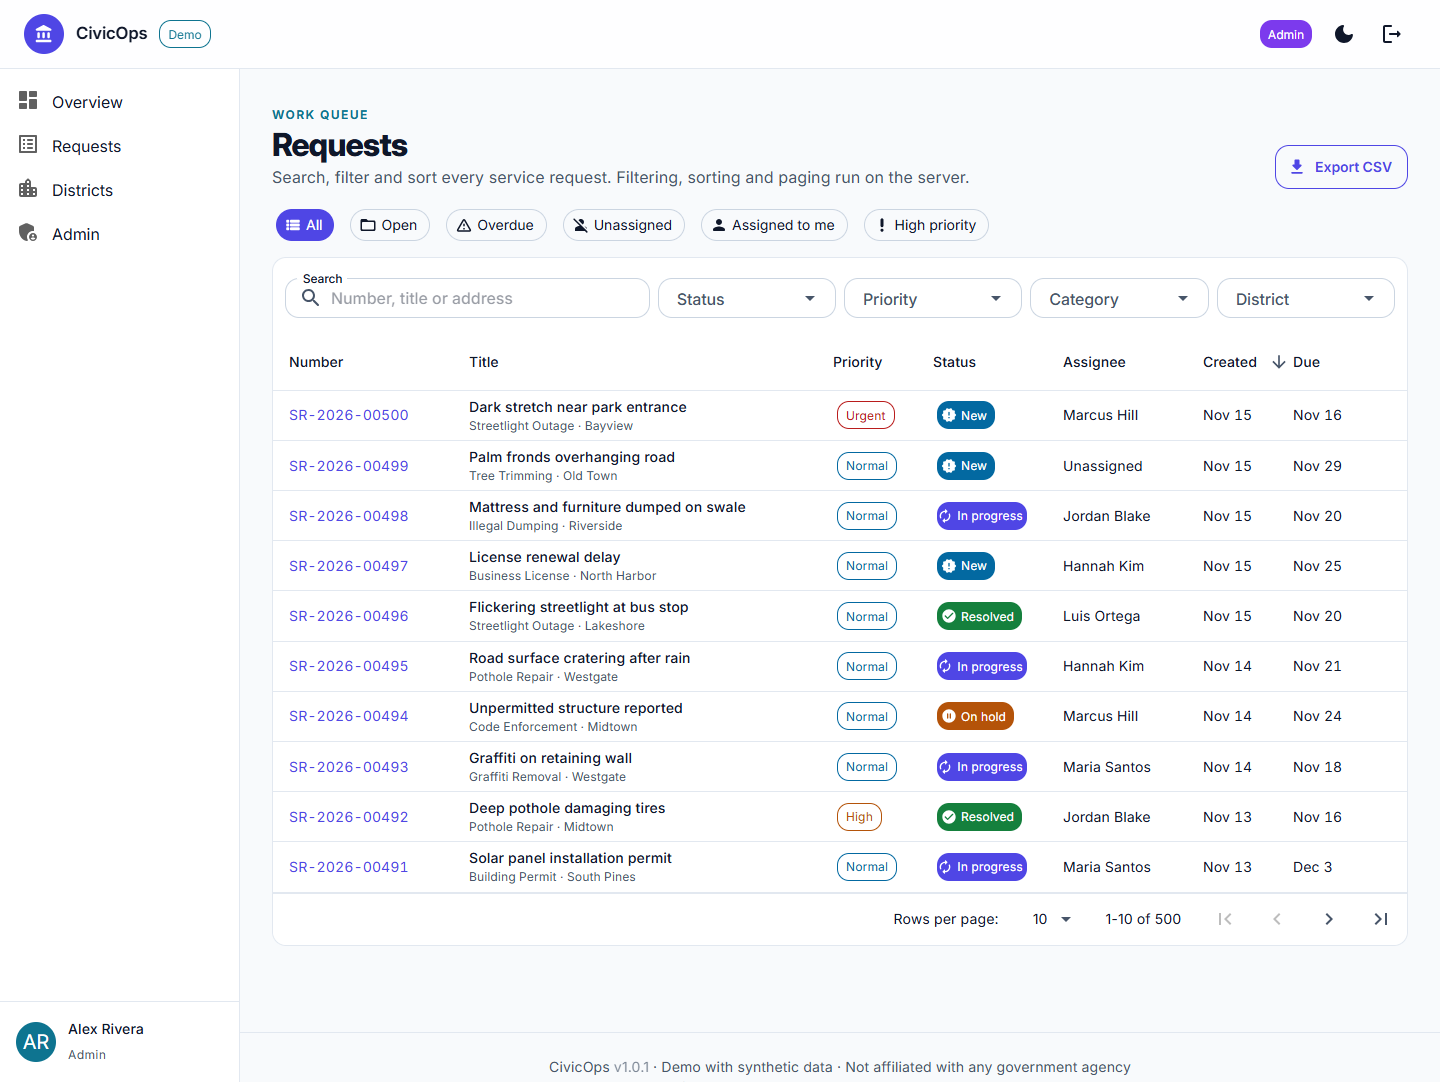 CivicOps Demo Admin
Overview
Requests
Districts
Admin
WORK QUEUE
Requests
Search, filter and sort every service request. Filtering, sorting and paging run on the server.
Export CSV
All Open Overdue Unassigned Assigned to me High priority
Search
Number, title or address Status Priority Category District
Number Title Priority Status Assignee Created Due
SR-2026-00500 Dark stretch near park entrance Urgent New Marcus Hill Nov 15 Nov 16
Streetlight Outage · Bayview
SR-2026-00499 Palm fronds overhanging road Normal New Unassigned Nov 15 Nov 29
Tree Trimming · Old Town
SR-2026-00498 Mattress and furniture dumped on swale Normal In progress Jordan Blake Nov 15 Nov 20
Illegal Dumping · Riverside
SR-2026-00497 License renewal delay Normal New Hannah Kim Nov 15 Nov 25
Business License · North Harbor
SR-2026-00496 Flickering streetlight at bus stop Normal Resolved Luis Ortega Nov 15 Nov 20
Streetlight Outage · Lakeshore
SR-2026-00495 Road surface cratering after rain Normal In progress Hannah Kim Nov 14 Nov 21
Pothole Repair · Westgate
SR-2026-00494 Unpermitted structure reported Normal On hold Marcus Hill Nov 14 Nov 24
Code Enforcement · Midtown
SR-2026-00493 Graffiti on retaining wall Normal In progress Maria Santos Nov 14 Nov 18
Graffiti Removal · Westgate
SR-2026-00492 Deep pothole damaging tires High Resolved Jordan Blake Nov 13 Nov 16
Pothole Repair · Midtown
SR-2026-00491 Solar panel installation permit Normal In progress Maria Santos Nov 13 Dec 3
Building Permit · South Pines
Rows per page: 10 1-10 of 500
AR Alex Rivera
Admin
CivicOps v1.0.1 · Demo with synthetic data · Not affiliated with any government agency